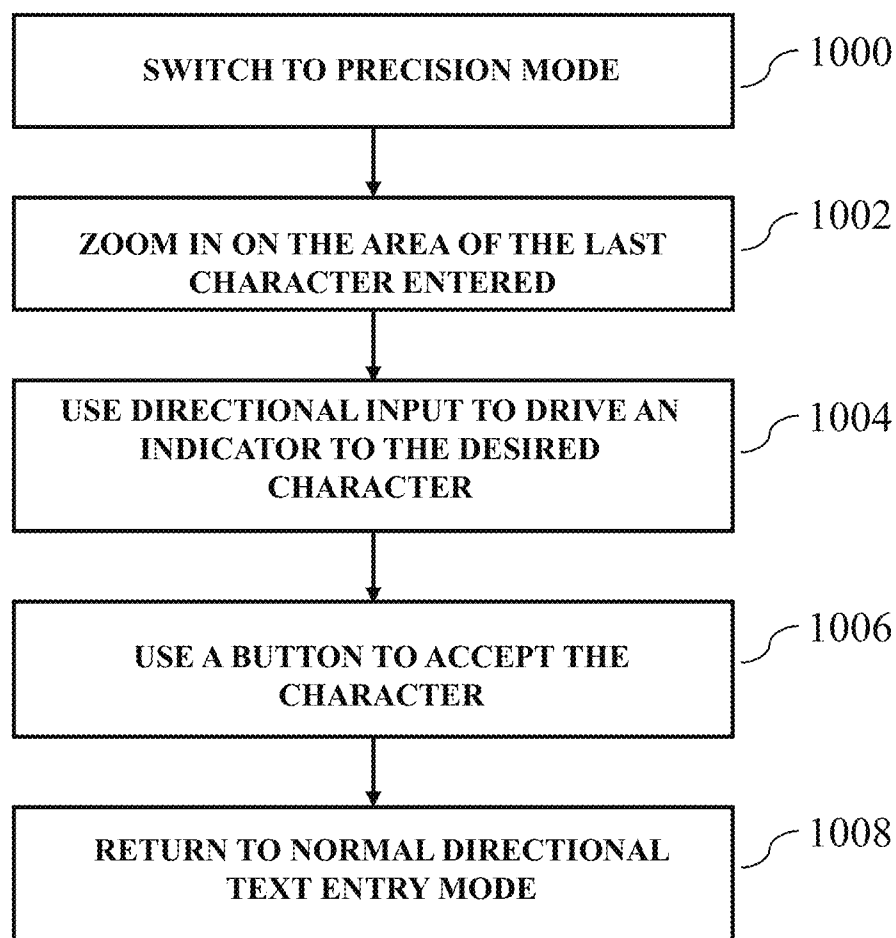 SWITCH TO PRECISION MODE
1000
ZOOM IN ON THE AREA OF THE LAST
CHARACTER ENTERED
1002
USE DIRECTIONAL INPUT TO DRIVE AN
INDICATOR TO THE DESIRED
CHARACTER
1004
USE A BUTTON TO ACCEPT THE
CHARACTER
1006
RETURN TO NORMAL DIRECTIONAL
TEXT ENTRY MODE
1008